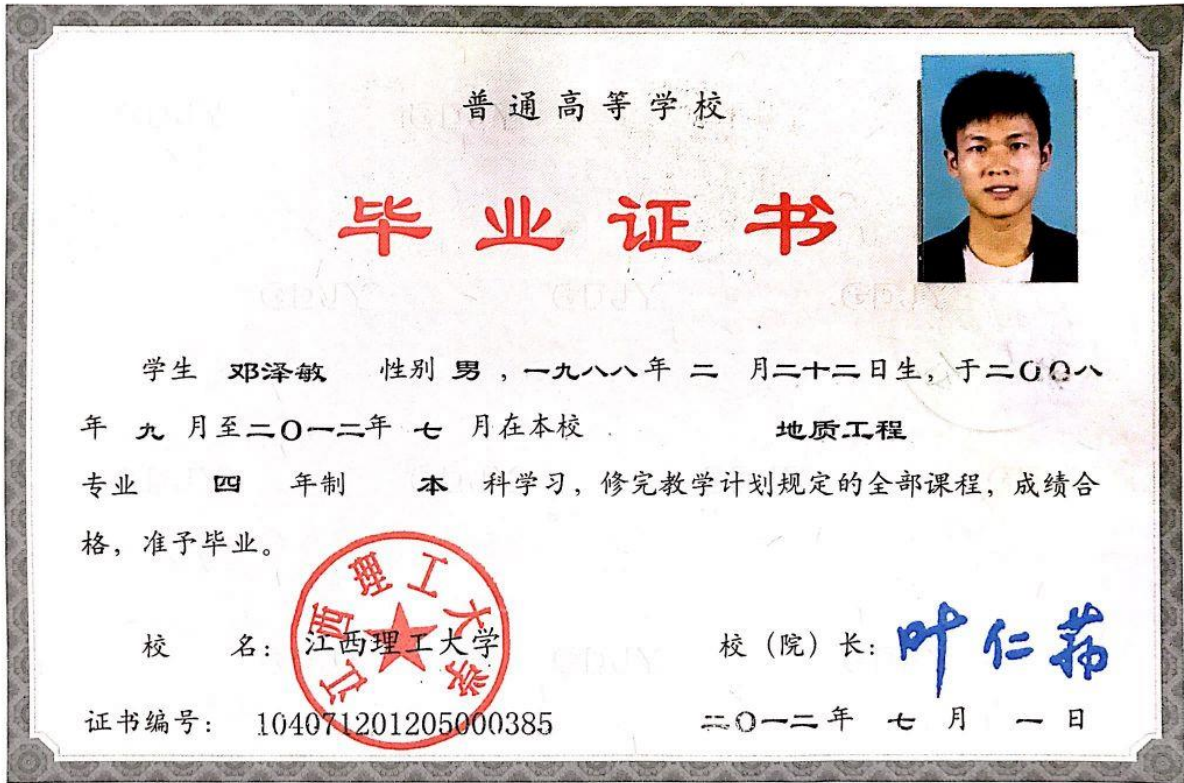 普通高等学校
毕业证书
学生 邓泽敏 性别 男，一九八八年 二 月二十二日生，于二〇〇八
年 九 月至二〇一二年 七 月在本校 地质工程
专业 四 年制 本 科学习，修完教学计划规定的全部课程，成绩合
格，准予毕业。
江西理工大学
校 名：江西理工大学 校（院）长：叶仁荪
证书编号：104071201205000385 二〇一二年 七 月 一 日